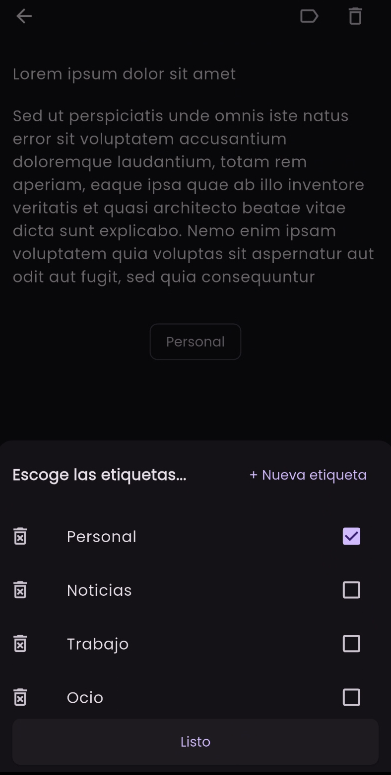 Lorem ipsum dolor sit amet
Sed ut perspiciatis unde omnis iste natus
error sit voluptatem accusantium
doloremque laudantium, totam rem
aperiam, eaque ipsa quae ab illo inventore
veritatis et quasi architecto beatae vitae
dicta sunt explicabo. Nemo enim ipsam
voluptatem quia voluptas sit aspernatur aut
odit aut fugit, sed quia consequuntur
Personal
Escoge las etiquetas...
+ Nueva etiqueta
Personal
Noticias
Trabajo
Ocio
Listo